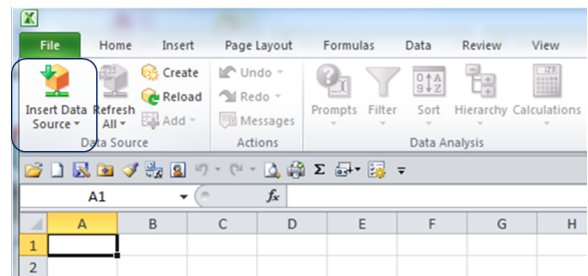 File Home Insert Page Layout Formulas Data Review View
Insert Data Source
Refresh All
Create
Reload
Add
Undo
Redo
Messages
Prompts Filter Sort Hierarchy Calculations
Data Source Actions Data Analysis
A1 fx
A B C D E F G H
1
2